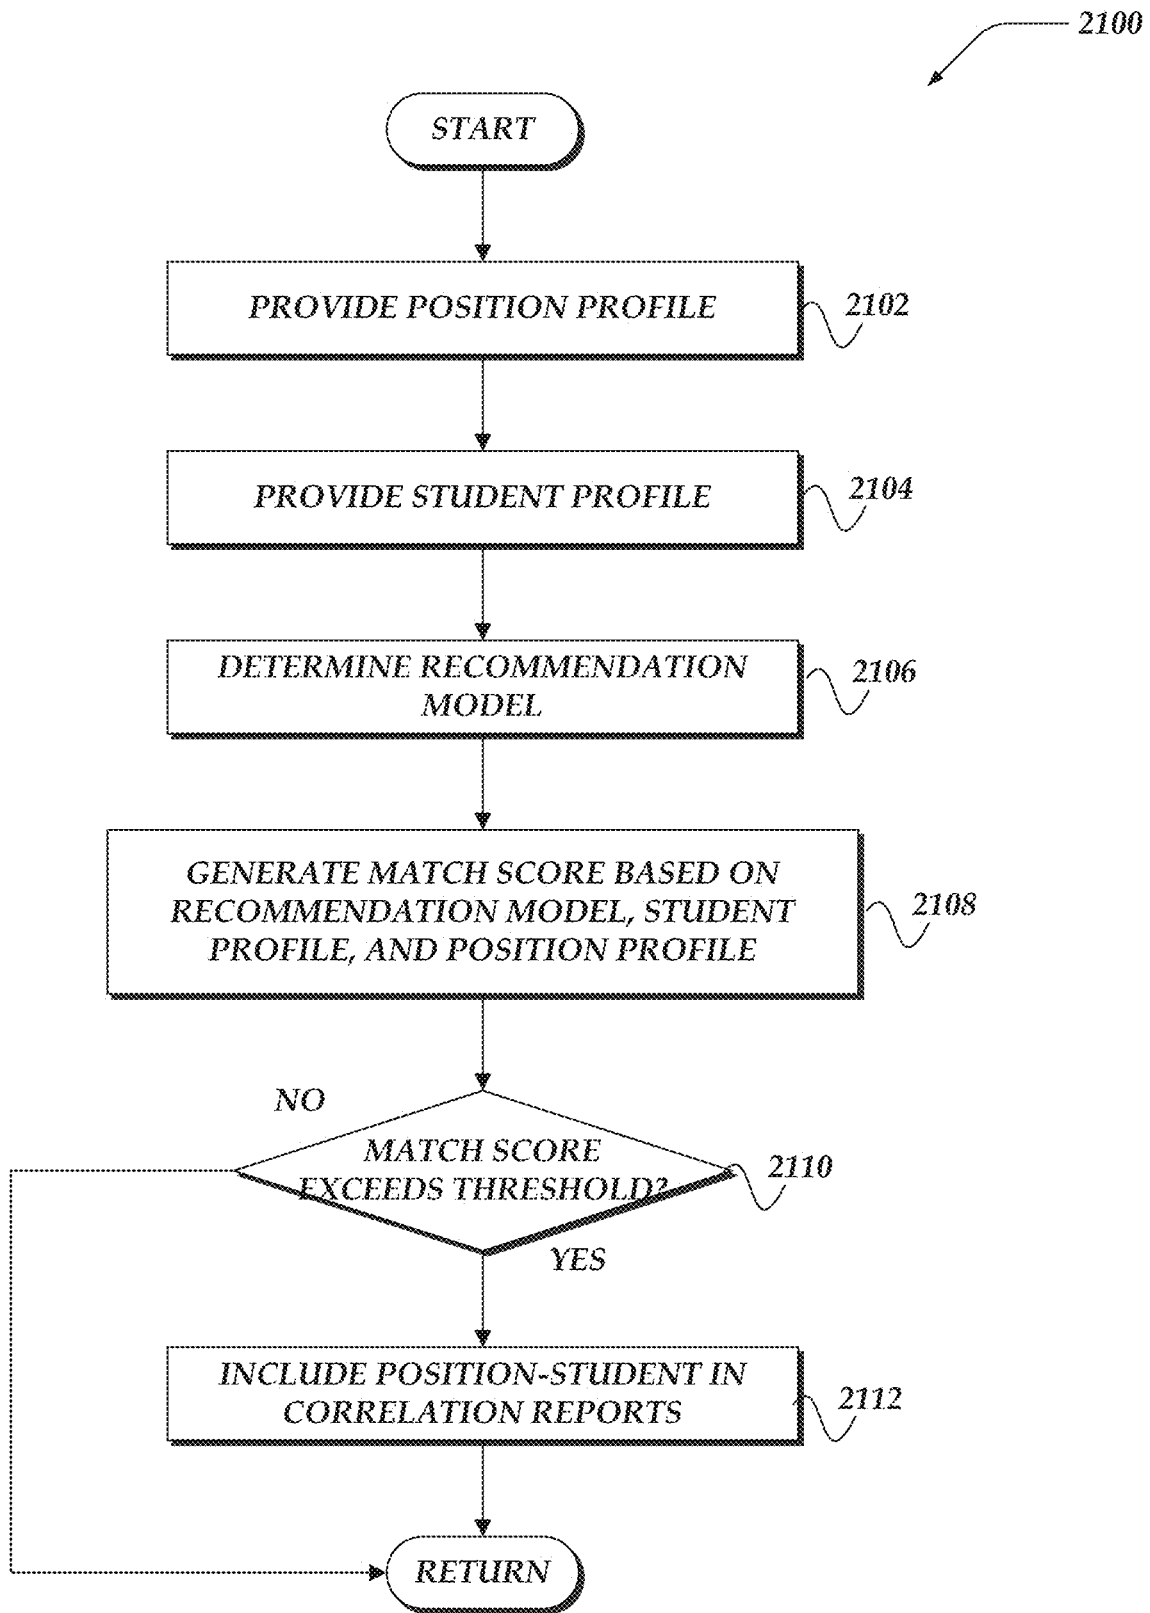 2100
START
PROVIDE POSITION PROFILE
2102
PROVIDE STUDENT PROFILE
2104
DETERMINE RECOMMENDATION
MODEL
2106
GENERATE MATCH SCORE BASED ON
RECOMMENDATION MODEL, STUDENT
PROFILE, AND POSITION PROFILE
2108
NO
MATCH SCORE
EXCEEDS THRESHOLD?
2110
YES
INCLUDE POSITION-STUDENT IN
CORRELATION REPORTS
2112
RETURN